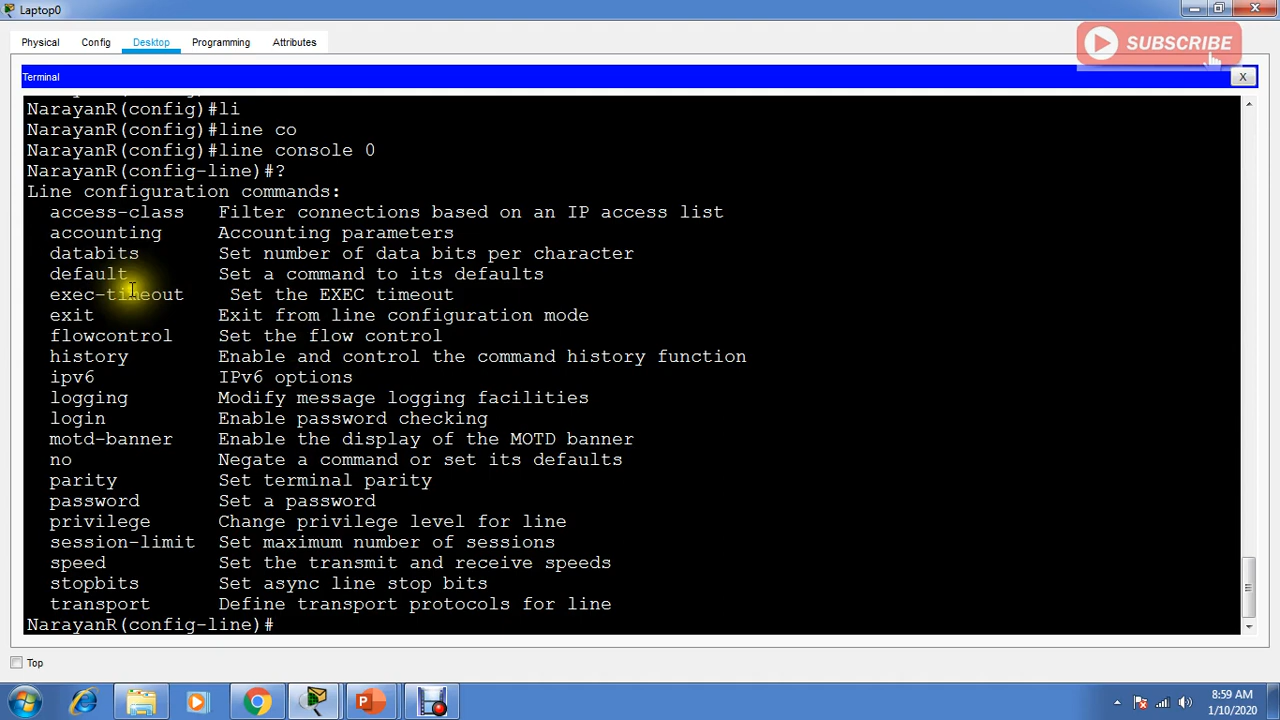 Laptop0
Physical Config Desktop Programming Attributes
SUBSCRIBE
Terminal X
NarayanR(config)#li
NarayanR(config)#line co
NarayanR(config)#line console 0
NarayanR(config-line)#?
Line configuration commands:
access-class Filter connections based on an IP access list
accounting Accounting parameters
databits Set number of data bits per character
default Set a command to its defaults
exec-timeout Set the EXEC timeout
exit Exit from line configuration mode
flowcontrol Set the flow control
history Enable and control the command history function
ipv6 IPv6 options
logging Modify message logging facilities
login Enable password checking
motd-banner Enable the display of the MOTD banner
no Negate a command or set its defaults
parity Set terminal parity
password Set a password
privilege Change privilege level for line
session-limit Set maximum number of sessions
speed Set the transmit and receive speeds
stopbits Set async line stop bits
transport Define transport protocols for line
NarayanR(config-line)#
Top
8:59 AM
1/10/2020